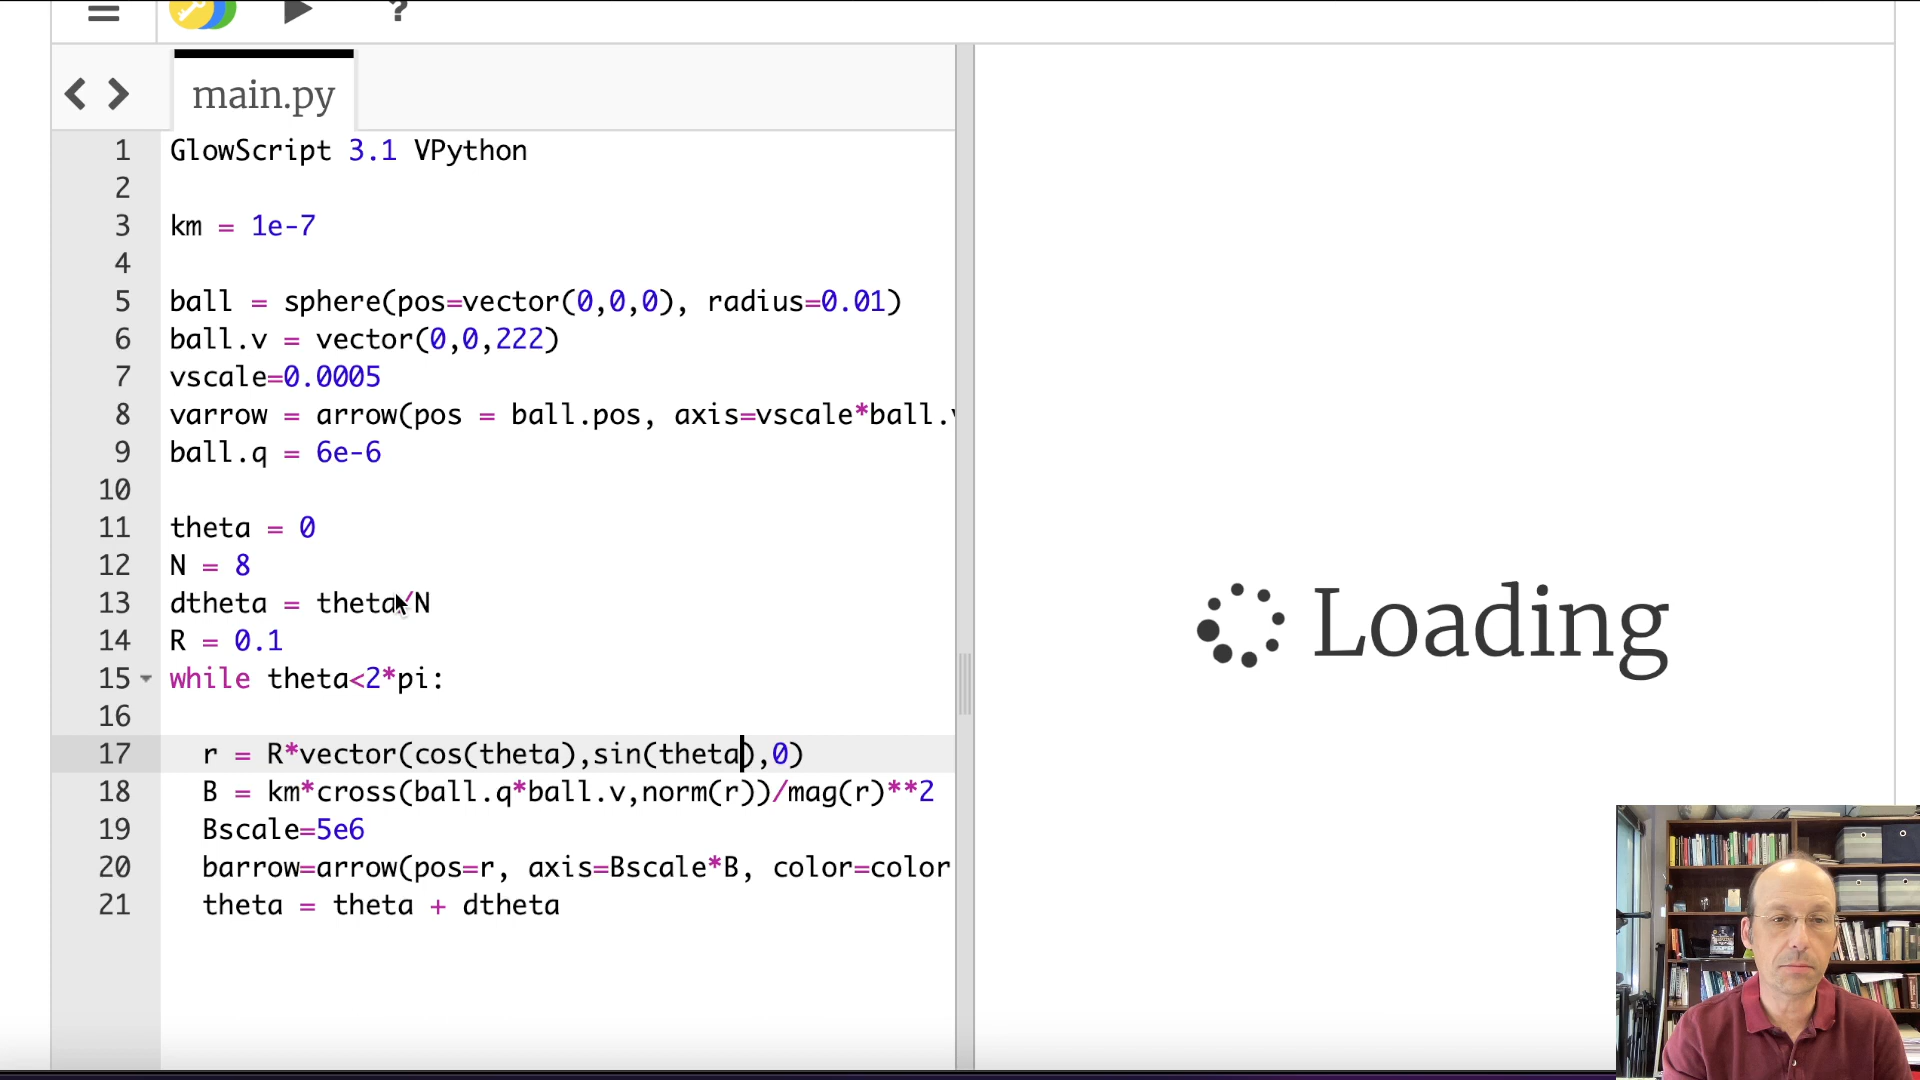 ?
main.py
1 GlowScript 3.1 VPython
2
3 km = 1e-7
4
5 ball = sphere(pos=vector(0,0,0), radius=0.01)
6 ball.v = vector(0,0,222)
7 vscale=0.0005
8 varrow = arrow(pos = ball.pos, axis=vscale*ball.v
9 ball.q = 6e-6
10
11 theta = 0
12 N = 8
13 dtheta = theta/N
14 R = 0.1
15 while theta<2*pi:
16
17 r = R*vector(cos(theta),sin(theta),0)
18 B = km*cross(ball.q*ball.v,norm(r))/mag(r)**2
19 Bscale=5e6
20 barrow=arrow(pos=r, axis=Bscale*B, color=color
21 theta = theta + dtheta
Loading